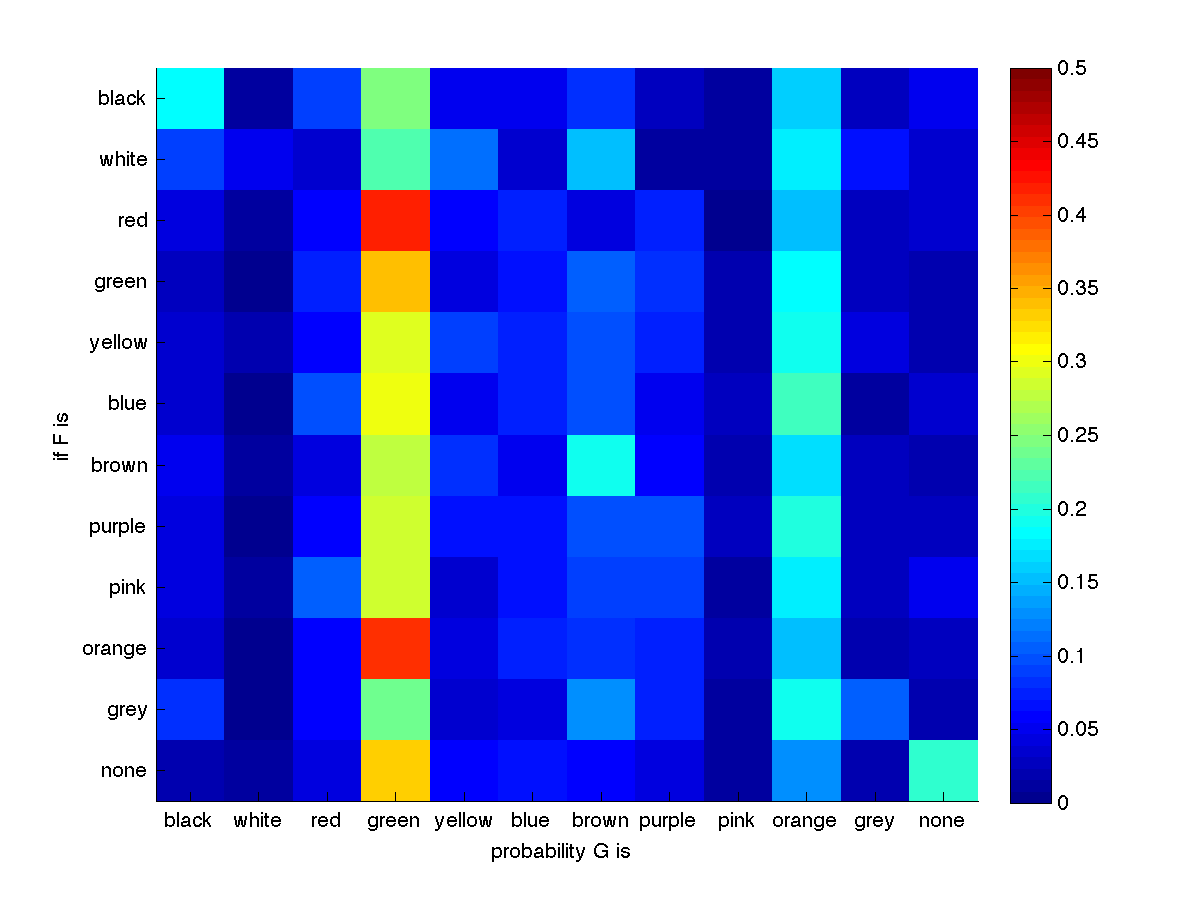 black
white
red
green
yellow
blue
brown
purple
pink
orange
grey
none
if F is
black white red green yellow blue brown purple pink orange grey none
probability G is
0.5
0.45
0.4
0.35
0.3
0.25
0.2
0.15
0.1
0.05
0